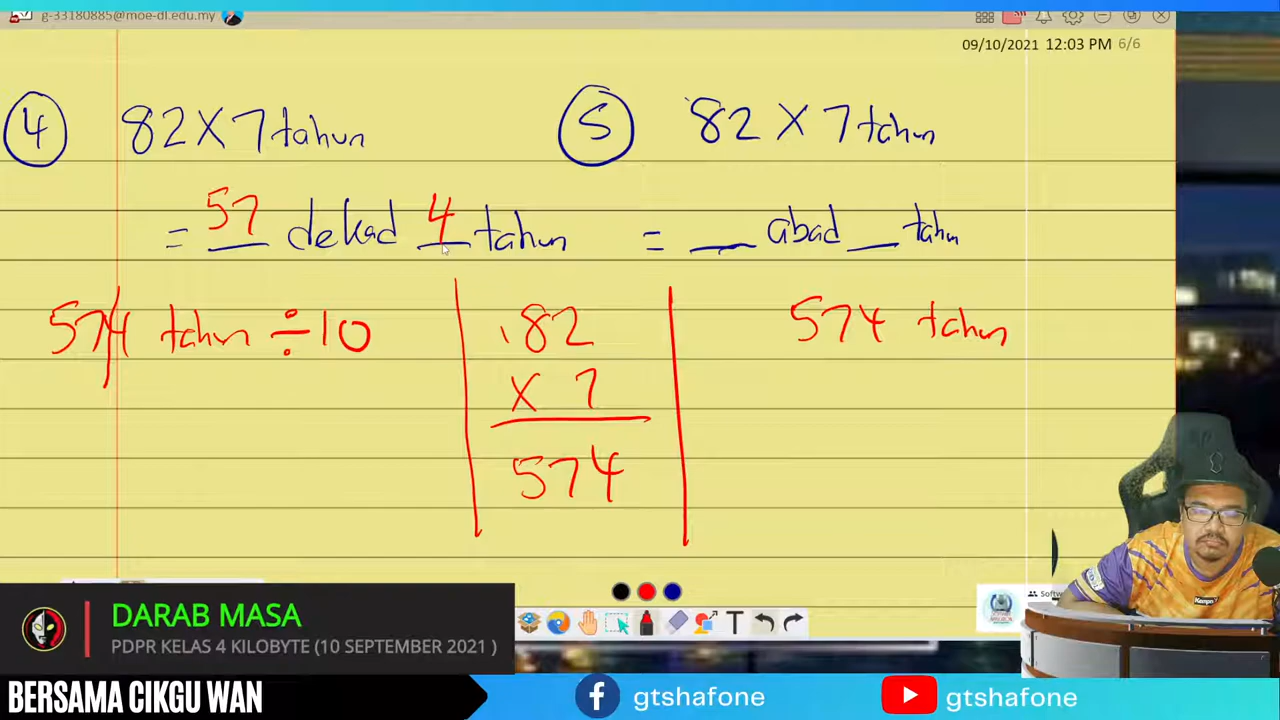 g-33180885@moe-dl.edu.my
09/10/2021 12:03 PM 6/6
4 82 X 7 tahun
= 57 dekad 4 tahun
574 tahun ÷ 10
82
X 7
574
5 82 X 7 tahun
= __ abad __ tahun
574 tahun
DARAB MASA
PDPR KELAS 4 KILOBYTE (10 SEPTEMBER 2021 )
BERSAMA CIKGU WAN
gtshafone
gtshafone